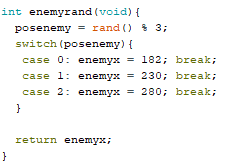 int enemyrand(void){
  posenemy = rand() % 3;
  switch(posenemy){
   case 0: enemyx = 182; break;
   case 1: enemyx = 230; break;
   case 2: enemyx = 280; break;
  }

  return enemyx;
}